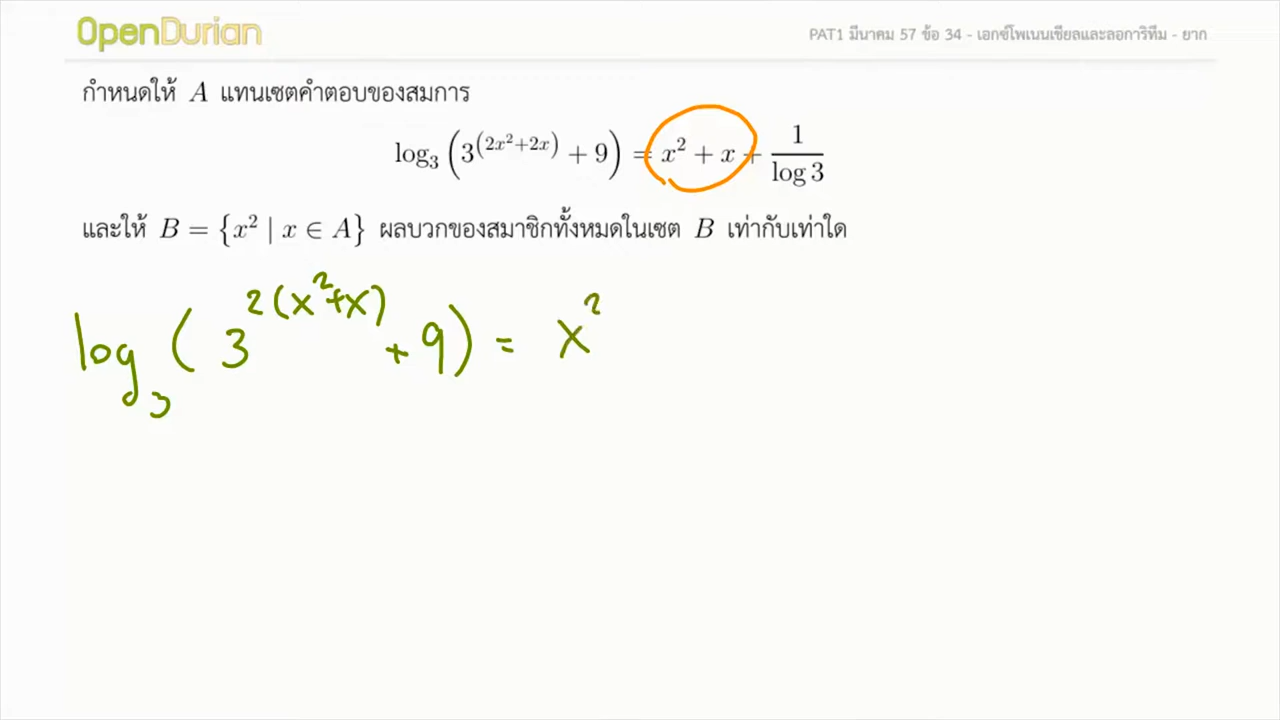 OpenDurian
PAT1 มีนาคม 57 ข้อ 34 - เอกซ์โพเนนเชียลและลอการิทึม - ยาก
กำหนดให้ A แทนเซตคำตอบของสมการ
log₃ (3^(2x²+2x) + 9) = x² + x + 1/log 3
และให้ B = {x² | x ∈ A} ผลบวกของสมาชิกทั้งหมดในเซต B เท่ากับเท่าใด
log₃ (3^2(x²+x) + 9) = x²